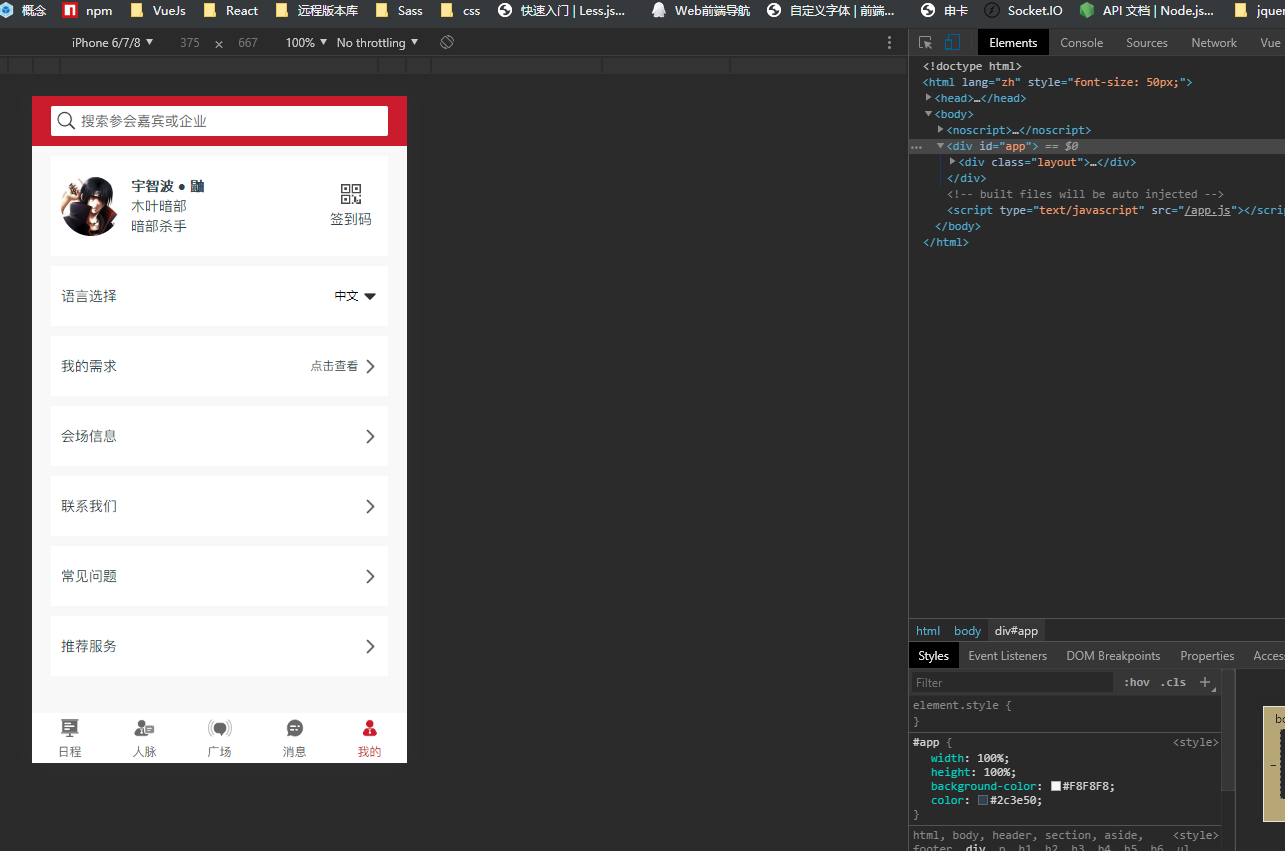 概念 npm VueJs React 远程版本库 Sass css 快速入门 | Less.js... Web前端导航 自定义字体 | 前端... 申卡 Socket.IO API 文档 | Node.js... jquer
iPhone 6/7/8 ▼ 375 × 667 100% ▼ No throttling ▼
Elements Console Sources Network Vue
搜索参会嘉宾或企业
宇智波 • 鼬
木叶暗部
暗部杀手
签到码
语言选择 中文
我的需求 点击查看
会场信息
联系我们
常见问题
推荐服务
日程 人脉 广场 消息 我的
<!doctype html>
<html lang="zh" style="font-size: 50px;">
<head>…</head>
<body>
<noscript>…</noscript>
… <div id="app"> == $0
<div class="layout">…</div>
</div>
<!-- built files will be auto injected -->
<script type="text/javascript" src="/app.js"></scrip
</body>
</html>
html body div#app
Styles Event Listeners DOM Breakpoints Properties Access
Filter :hov .cls +
element.style {
}
#app { <style>
width: 100%;
height: 100%;
background-color: #F8F8F8;
color: #2c3e50;
}
html, body, header, section, aside, <style>
footer, div, p, h1, h2, h3, h4, h5, h6, ul,